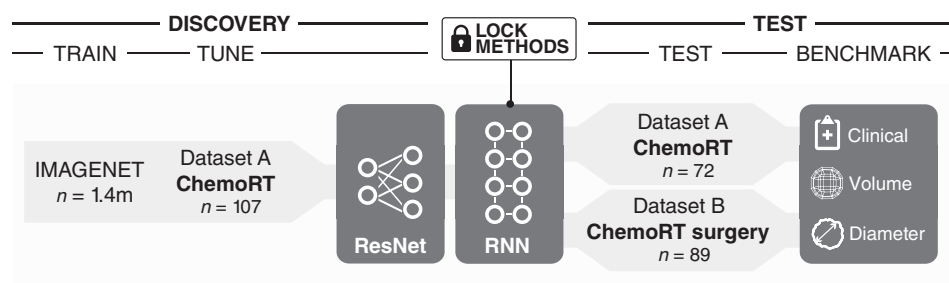 DISCOVERY
LOCK
METHODS
TEST
TRAIN
TUNE
TEST
BENCHMARK
IMAGENET
n = 1.4m
Dataset A
ChemoRT
n = 107
ResNet
RNN
Dataset A
ChemoRT
n = 72
Dataset B
ChemoRT surgery
n = 89
Clinical
Volume
Diameter